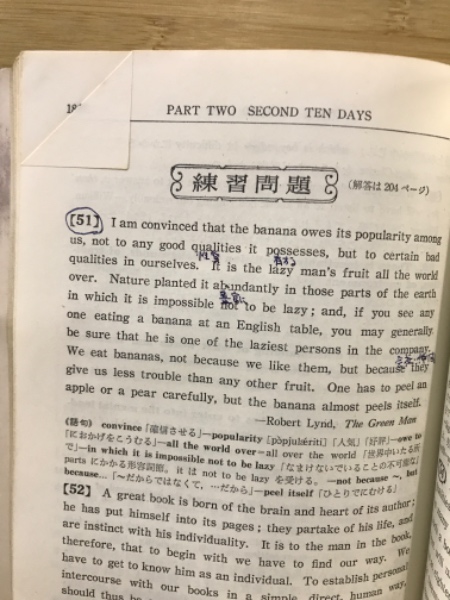 18
PART TWO SECOND TEN DAYS
練習問題
(解答は 204 ページ)
[51] I am convinced that the banana owes its popularity among
us, not to any good qualities it possesses, but to certain bad
qualities in ourselves. It is the lazy man's fruit all the world
over. Nature planted it abundantly in those parts of the earth
in which it is impossible not to be lazy; and, if you see any
one eating a banana at an English table, you may generally
be sure that he is one of the laziest persons in the company.
We eat bananas, not because we like them, but because they
give us less trouble than any other fruit. One has to peel an
apple or a pear carefully, but the banana almost peels itself.
—Robert Lynd, The Green Man
《語句》 convince「確信させる」—popularity [pɔ̀pjulǽriti]「人気」「好評」—owe to
「におかげをこうむる」—all the world over=all over the world「世界中いたる所
で」—in which it is impossible not to be lazy「なまけないでいることの不可能な」
parts にかかる形容詞節。it は not to be lazy を受ける。—not because ~, but
because...「~だからではなくて,…だから」—peel itself「ひとりでにむける」
[52] A great book is born of the brain and heart of its author;
he has put himself into its pages; they partake of his life, and
are instinct with his individuality. It is to the man in the book,
therefore, that to begin with we have to find our way. We
have to get to know him as an individual. To establish personal
intercourse with our books in a simple, direct, human way,
should thus be